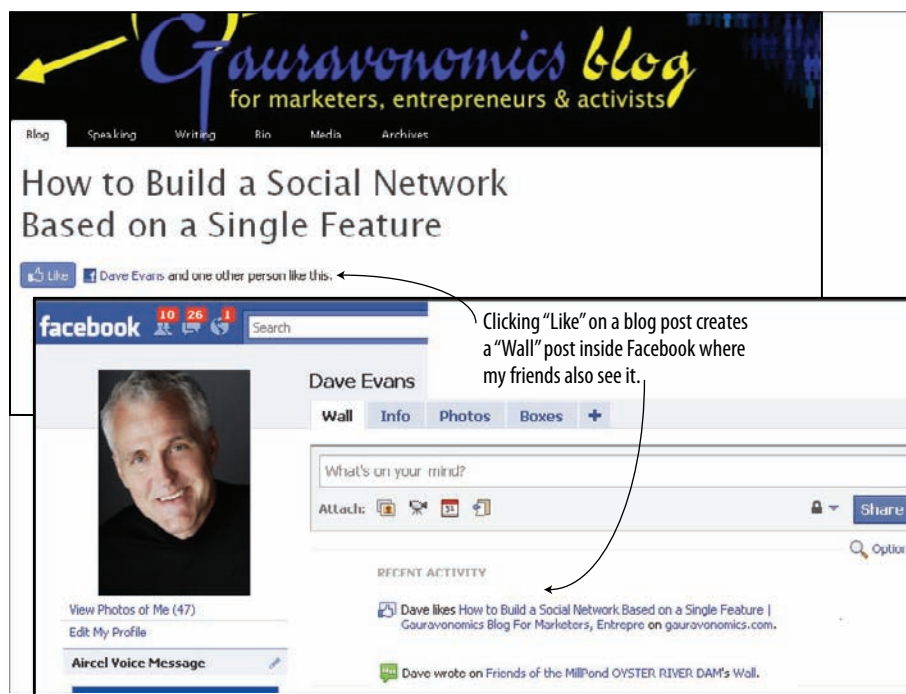 Gauravonomics blog
for marketers, entrepreneurs & activists
Blog Speaking Writing Bio Media Archives
How to Build a Social Network
Based on a Single Feature
Like Dave Evans and one other person like this.
Clicking "Like" on a blog post creates
a "Wall" post inside Facebook where
my friends also see it.
facebook 10 26 1 Search
Dave Evans
Wall Info Photos Boxes +
What's on your mind?
Attach: 31 Share
Option
RECENT ACTIVITY
Dave likes How to Build a Social Network Based on a Single Feature |
Gauravonomics Blog For Marketers, Entrepre on gauravonomics.com.
Dave wrote on Friends of the MillPond OYSTER RIVER DAM's Wall.
View Photos of Me (47)
Edit My Profile
Aircel Voice Message